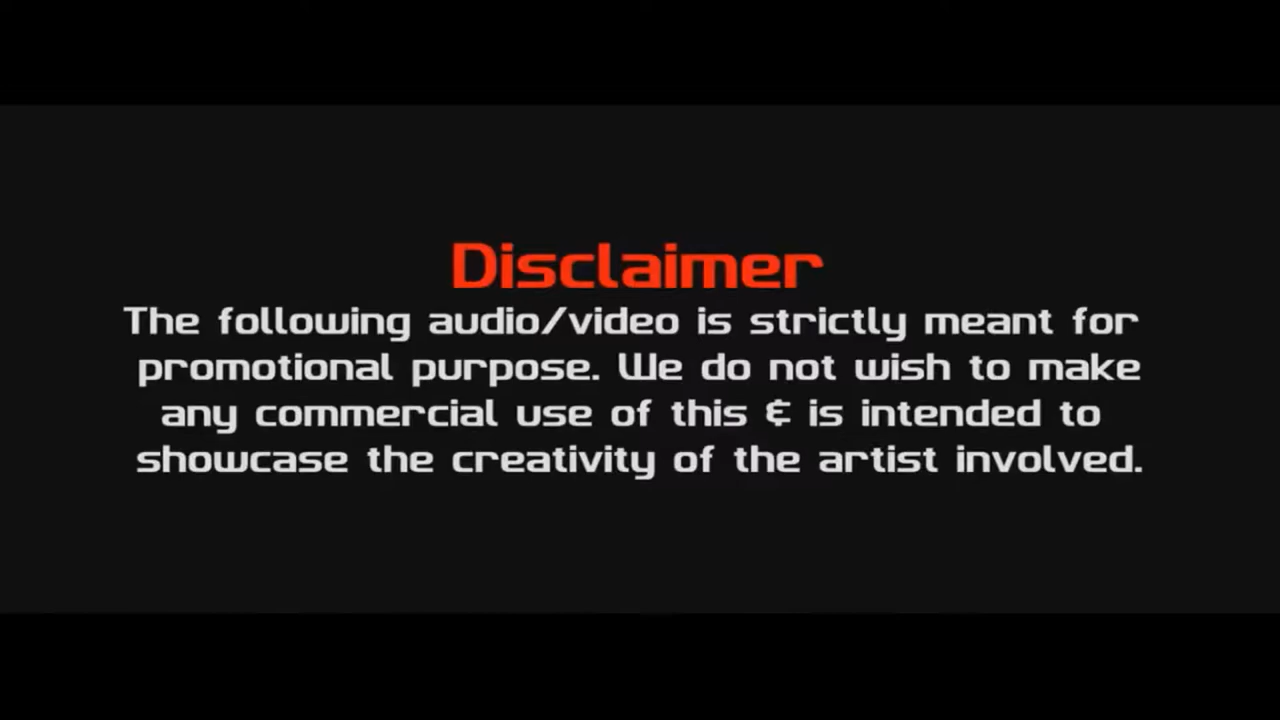 Disclaimer
The following audio/video is strictly meant for
promotional purpose. We do not wish to make
any commercial use of this & is intended to
showcase the creativity of the artist involved.